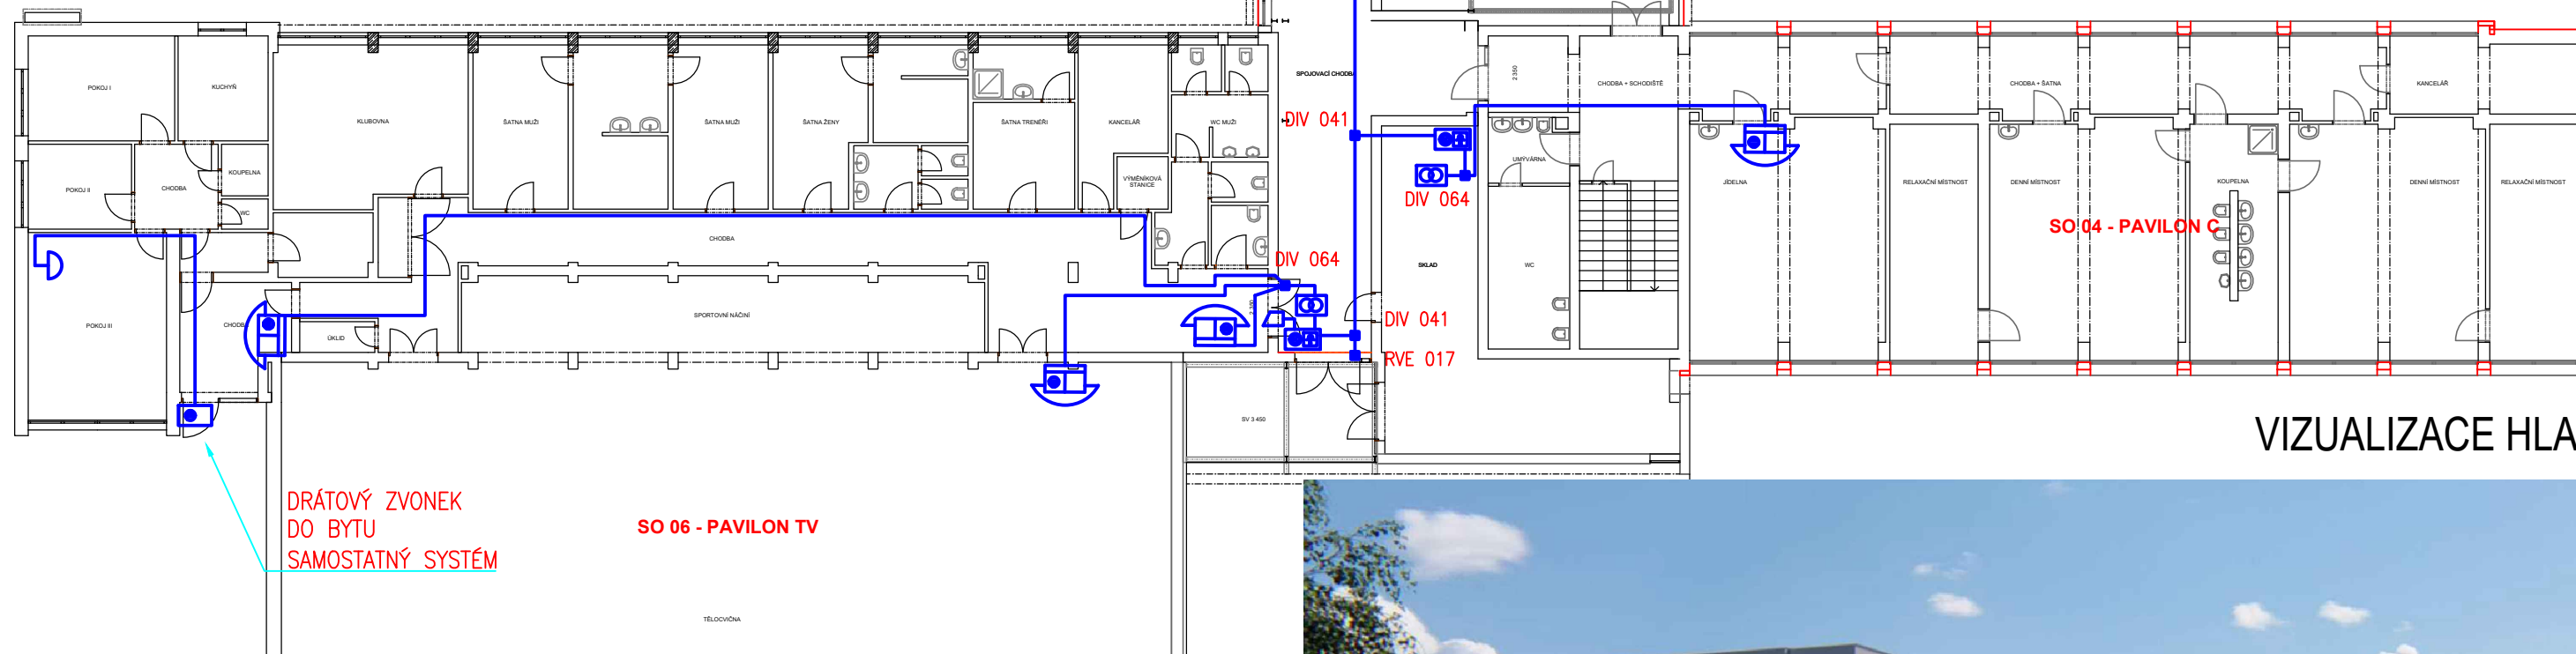 POKOJ I
KUCHYŇ
KLUBOVNA
ŠATNA MUŽI
ŠATNA MUŽI
ŠATNA ŽENY
ŠATNA TRENÉŘI
KANCELÁŘ
WC MUŽI
SPOJOVACÍ CHODBA
2 350
CHODBA + SCHODIŠTĚ
CHODBA + ŠATNA
KANCELÁŘ
DIV 041
KOUPELNA
POKOJ II
CHODBA
WC
VÝMĚNÍKOVÁ
STANICE
UMÝVÁRNA
DIV 064
JÍDELNA
RELAXAČNÍ MÍSTNOST
DENNÍ MÍSTNOST
KOUPELNA
DENNÍ MÍSTNOST
RELAXAČNÍ MÍSTNOST
SO 04 - PAVILON C
CHODBA
DIV 064
SKLAD
WC
POKOJ III
CHODBA
ÚKLID
SPORTOVNÍ NÁČINÍ
DIV 041
RVE 017
SV 3 450
VIZUALIZACE HLA
DRÁTOVÝ ZVONEK
DO BYTU
SAMOSTATNÝ SYSTÉM
SO 06 - PAVILON TV
TĚLOCVIČNA